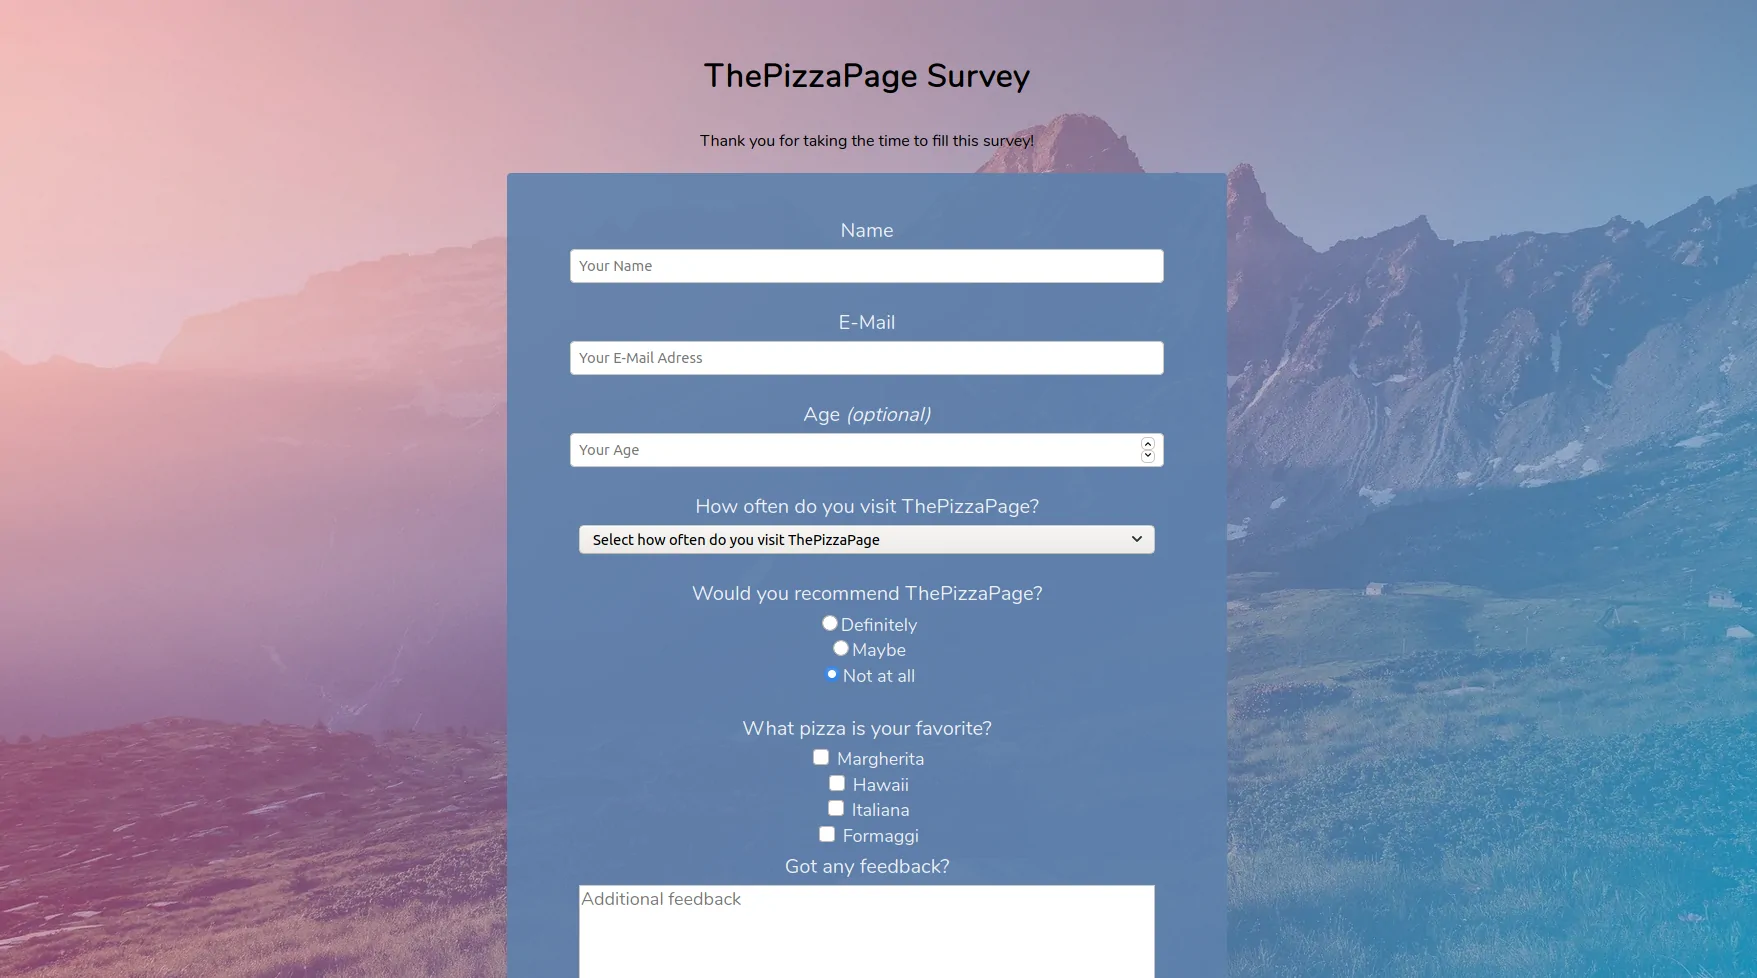 ThePizzaPage Survey
Thank you for taking the time to fill this survey!
Name
Your Name
E-Mail
Your E-Mail Adress
Age (optional)
Your Age
How often do you visit ThePizzaPage?
Select how often do you visit ThePizzaPage
Would you recommend ThePizzaPage?
Definitely
Maybe
Not at all
What pizza is your favorite?
Margherita
Hawaii
Italiana
Formaggi
Got any feedback?
Additional feedback